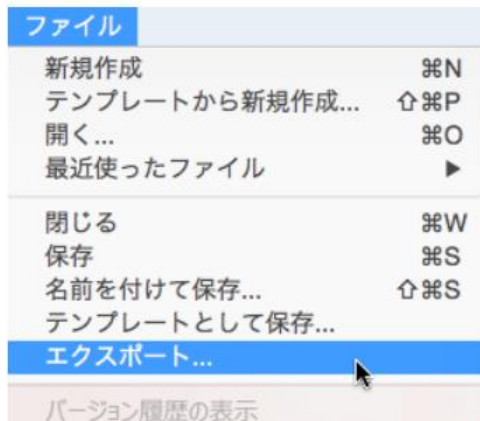 ファイル
新規作成 ⌘N
テンプレートから新規作成... ⇧⌘P
開く... ⌘O
最近使ったファイル ▶
閉じる ⌘W
保存 ⌘S
名前を付けて保存... ⇧⌘S
テンプレートとして保存...
エクスポート...
バージョン履歴の表示